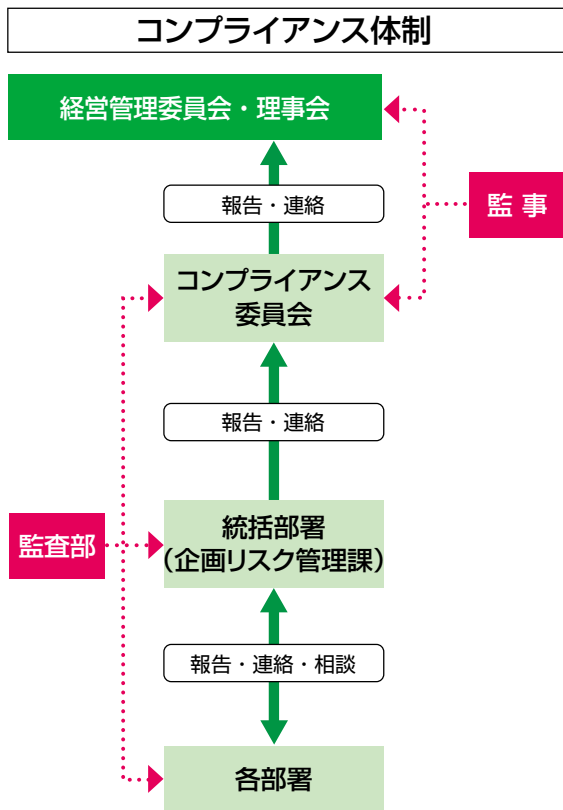 コンプライアンス体制
経営管理委員会・理事会
報告・連絡
監 事
コンプライアンス
委員会
報告・連絡
監査部
統括部署
（企画リスク管理課）
報告・連絡・相談
各部署